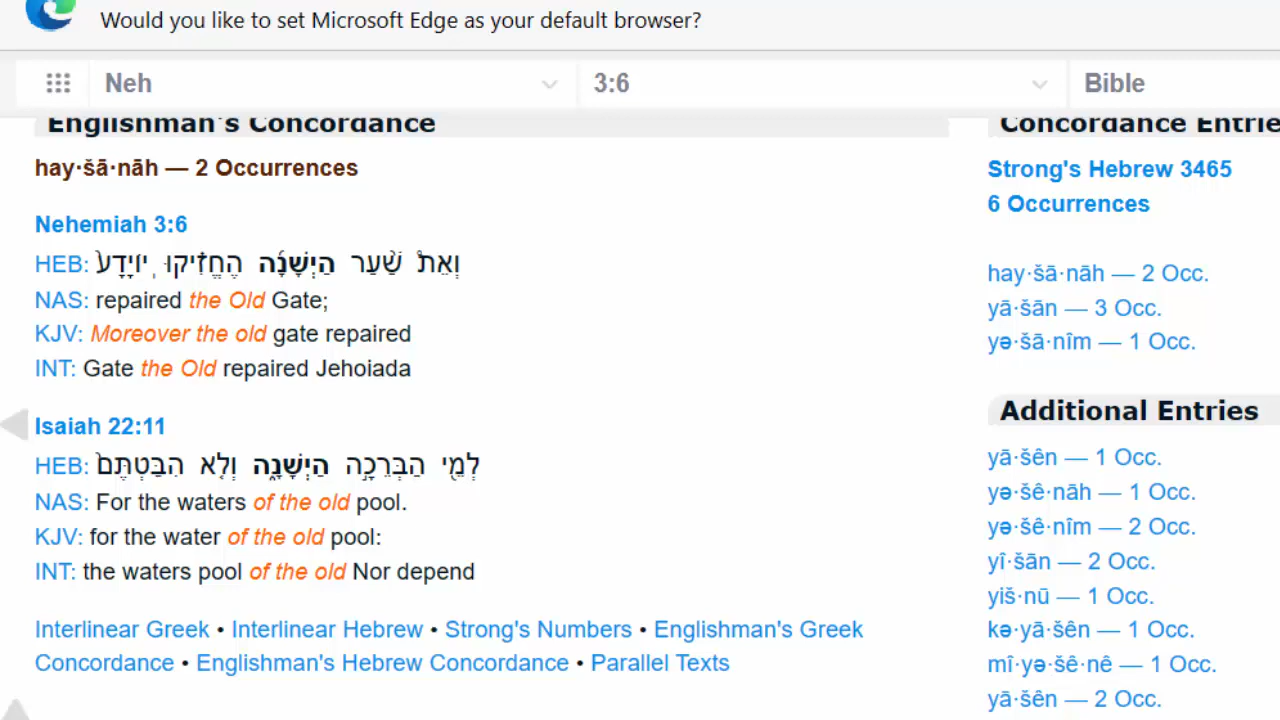 Would you like to set Microsoft Edge as your default browser?
Neh 3:6 Bible
Englishman's Concordance
hay·šā·nāh — 2 Occurrences
Nehemiah 3:6
HEB: וְאֵת֩ שַׁ֨עַר הַיְשָׁנָ֜ה הֶחֱזִ֗יקוּ יֽוֹיָדָע֙
NAS: repaired the Old Gate;
KJV: Moreover the old gate repaired
INT: Gate the Old repaired Jehoiada
Isaiah 22:11
HEB: לְמֵ֖י הַבְּרֵכָ֣ה הַיְשָׁנָ֑ה וְלֹ֤א הִבַּטְתֶּם֙
NAS: For the waters of the old pool.
KJV: for the water of the old pool:
INT: the waters pool of the old Nor depend
Interlinear Greek • Interlinear Hebrew • Strong's Numbers • Englishman's Greek
Concordance • Englishman's Hebrew Concordance • Parallel Texts
Concordance Entrie
Strong's Hebrew 3465
6 Occurrences
hay·šā·nāh — 2 Occ.
yā·šān — 3 Occ.
yə·šā·nîm — 1 Occ.
Additional Entries
yā·šên — 1 Occ.
yə·šê·nāh — 1 Occ.
yə·šê·nîm — 2 Occ.
yî·šān — 2 Occ.
yiš·nū — 1 Occ.
kə·yā·šên — 1 Occ.
mî·yə·šê·nê — 1 Occ.
yā·šên — 2 Occ.